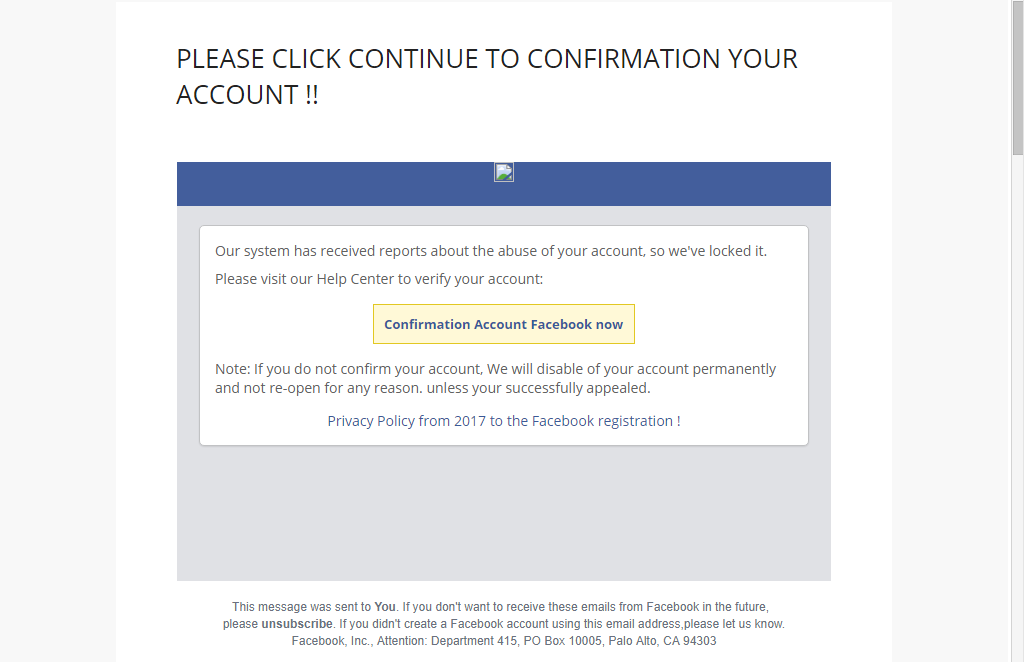 PLEASE CLICK CONTINUE TO CONFIRMATION YOUR
ACCOUNT !!
Our system has received reports about the abuse of your account, so we've locked it.
Please visit our Help Center to verify your account:
Confirmation Account Facebook now
Note: If you do not confirm your account, We will disable of your account permanently
and not re-open for any reason. unless your successfully appealed.
Privacy Policy from 2017 to the Facebook registration !
This message was sent to You. If you don't want to receive these emails from Facebook in the future,
please unsubscribe. If you didn't create a Facebook account using this email address,please let us know.
Facebook, Inc., Attention: Department 415, PO Box 10005, Palo Alto, CA 94303